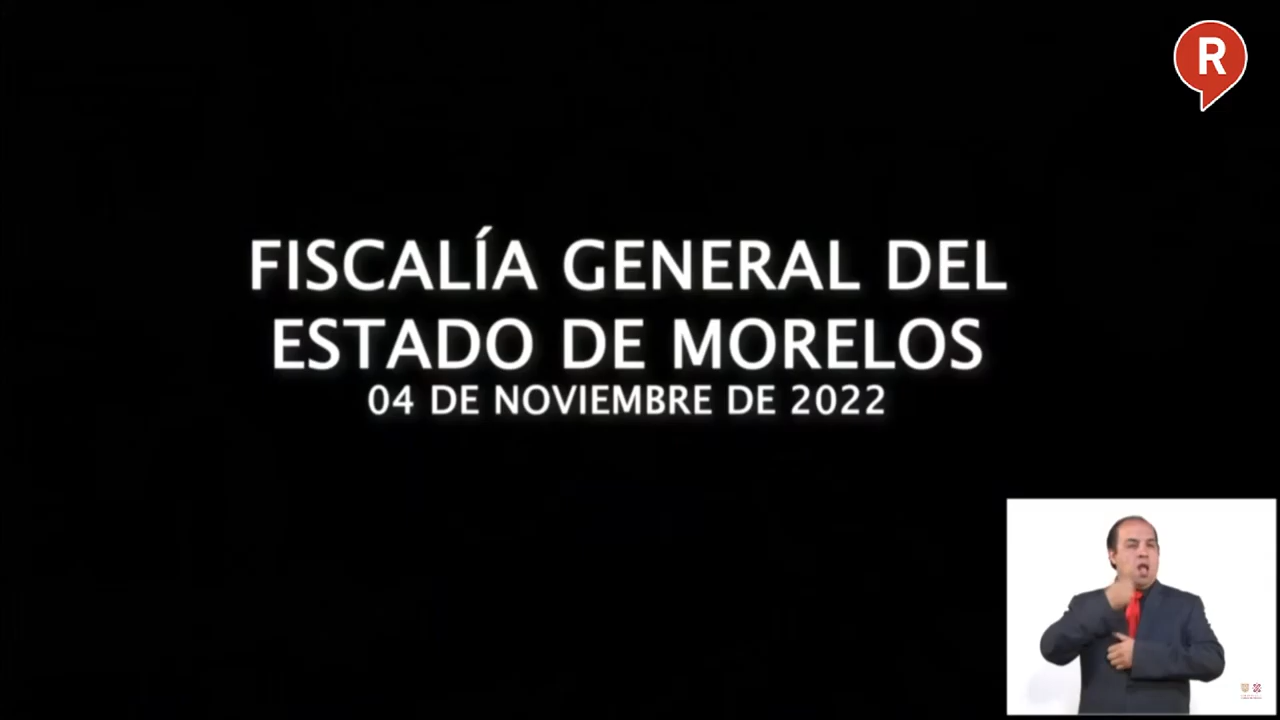 R
FISCALÍA GENERAL DEL
ESTADO DE MORELOS
04 DE NOVIEMBRE DE 2022